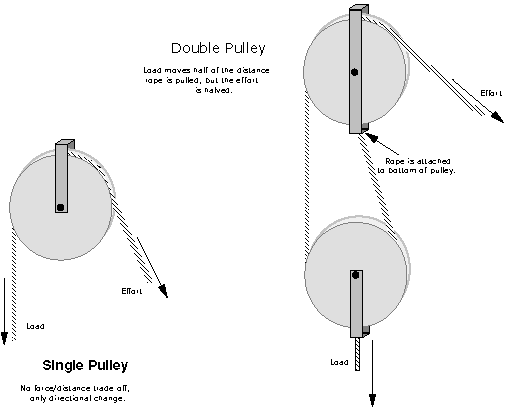 Double Pulley
Load moves half of the distance
rope is pulled, but the effort
is halved.
Effort
Rope is attached
to bottom of pulley.
Effort
Load
Single Pulley
No force/distance trade off,
only directional change.
Load